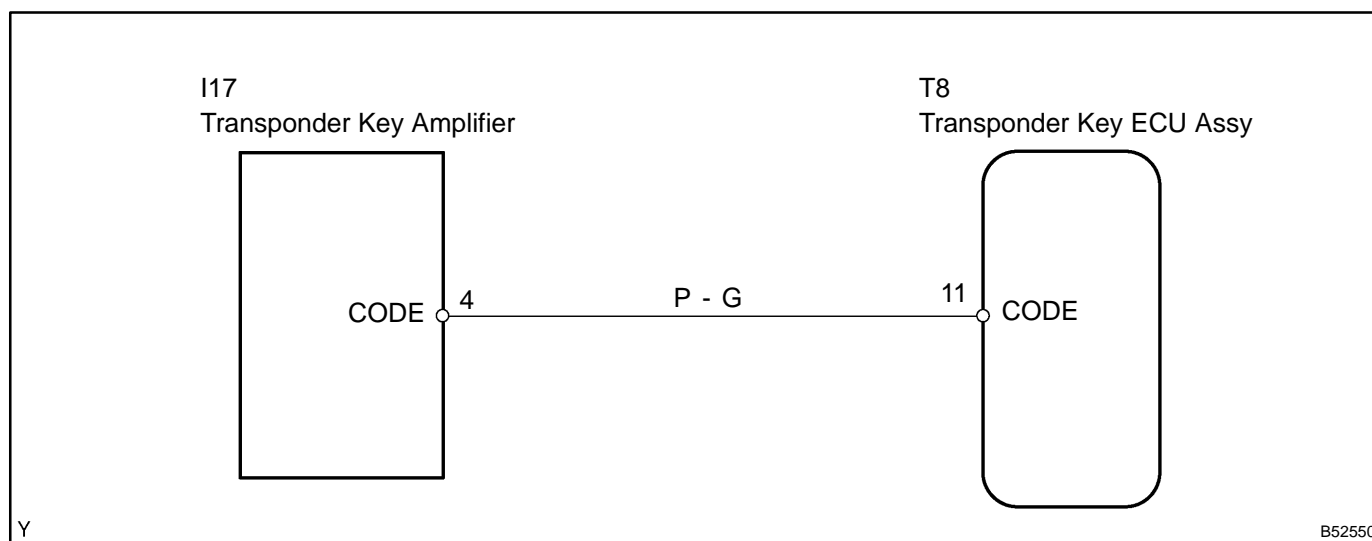 I17
Transponder Key Amplifier
T8
Transponder Key ECU Assy
CODE 4 P - G 11 CODE
Y
B52550